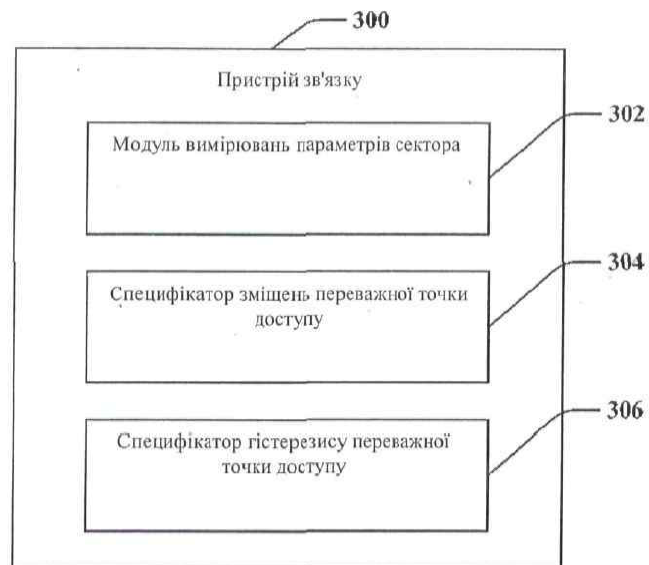 300
Пристрій зв'язку
302
Модуль вимірювань параметрів сектора
304
Специфікатор зміщень переважної точки
доступу
306
Специфікатор гістерезису переважної
точки доступу